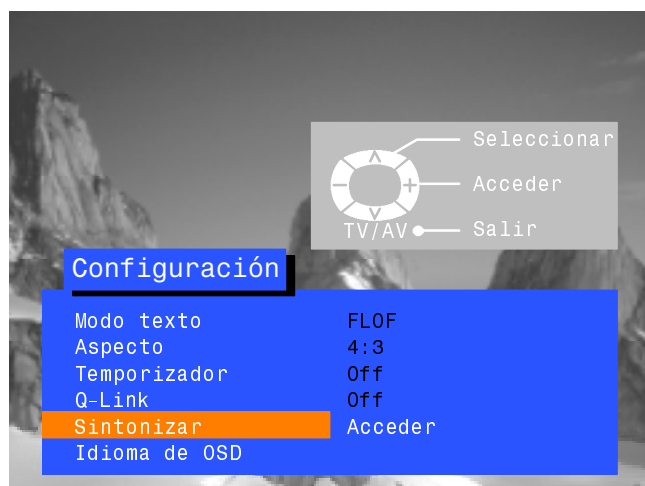 Seleccionar
Acceder
TV/AV Salir
Configuración
Modo texto FLOF
Aspecto 4:3
Temporizador Off
Q-Link Off
Sintonizar Acceder
Idioma de OSD